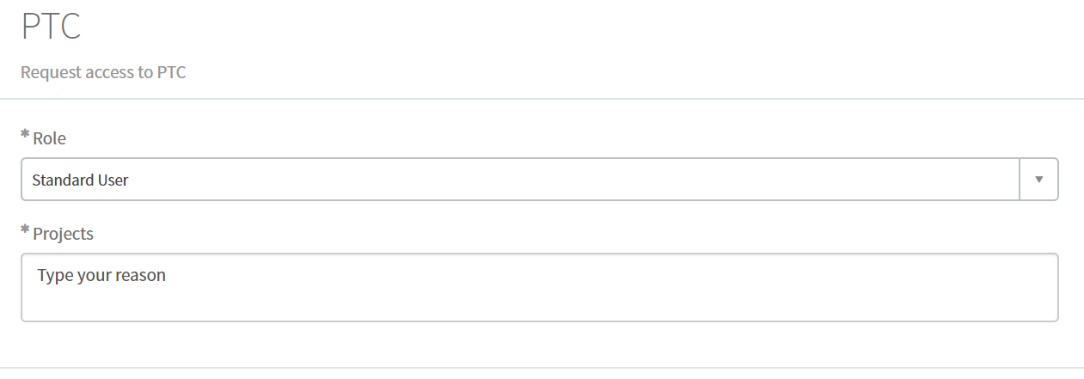 PTC
Request access to PTC
* Role
Standard User
* Projects
Type your reason